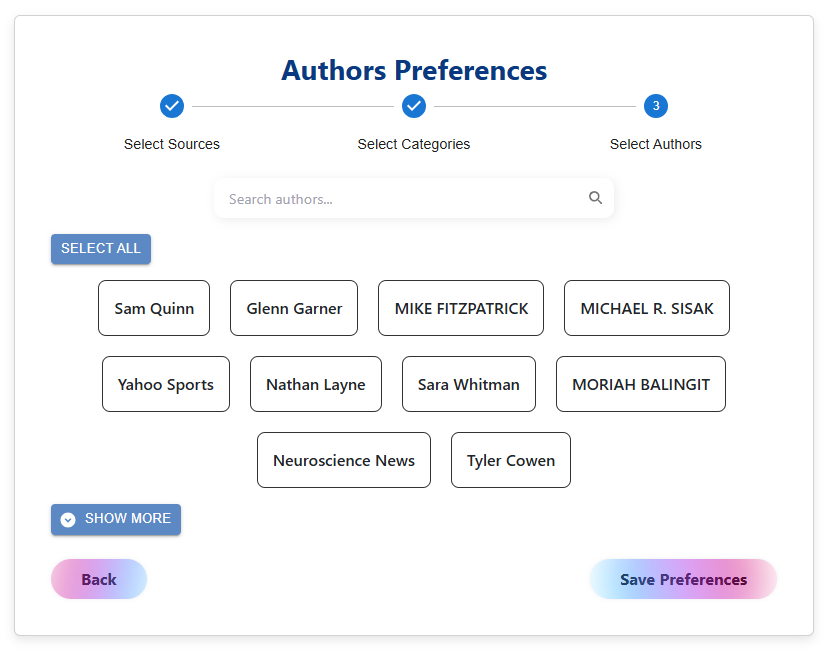 Authors Preferences
3
Select Sources Select Categories Select Authors
Search authors...
SELECT ALL
Sam Quinn Glenn Garner MIKE FITZPATRICK MICHAEL R. SISAK
Yahoo Sports Nathan Layne Sara Whitman MORIAH BALINGIT
Neuroscience News Tyler Cowen
SHOW MORE
Back Save Preferences